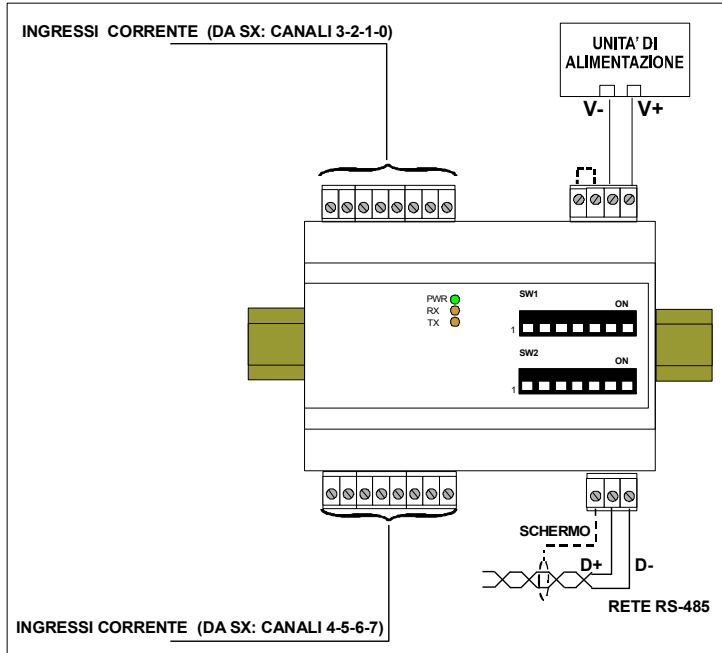 INGRESSI CORRENTE (DA SX: CANALI 3-2-1-0)
UNITA' DI
ALIMENTAZIONE
V- V+
PWR
RX
TX
SW1
ON
1
SW2
ON
1
SCHERMO
D+ D-
RETE RS-485
INGRESSI CORRENTE (DA SX: CANALI 4-5-6-7)